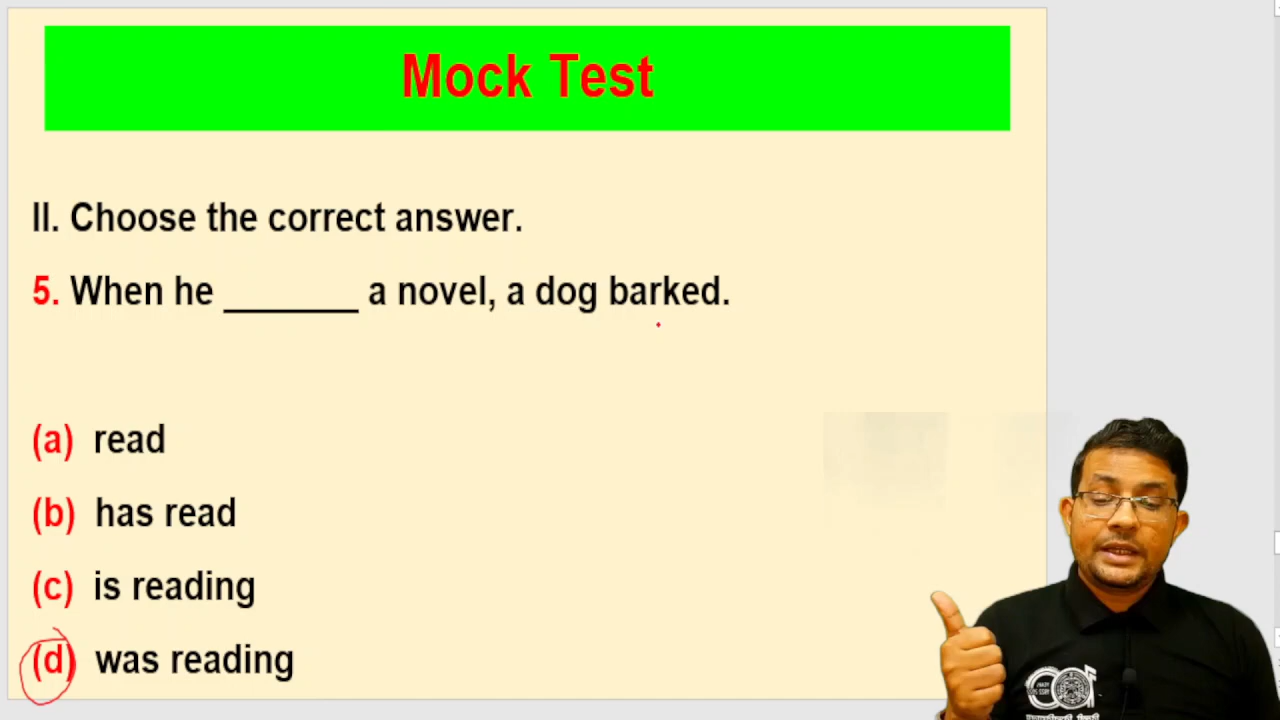 Mock Test
II. Choose the correct answer.
5. When he _______ a novel, a dog barked.
(a) read
(b) has read
(c) is reading
(d) was reading